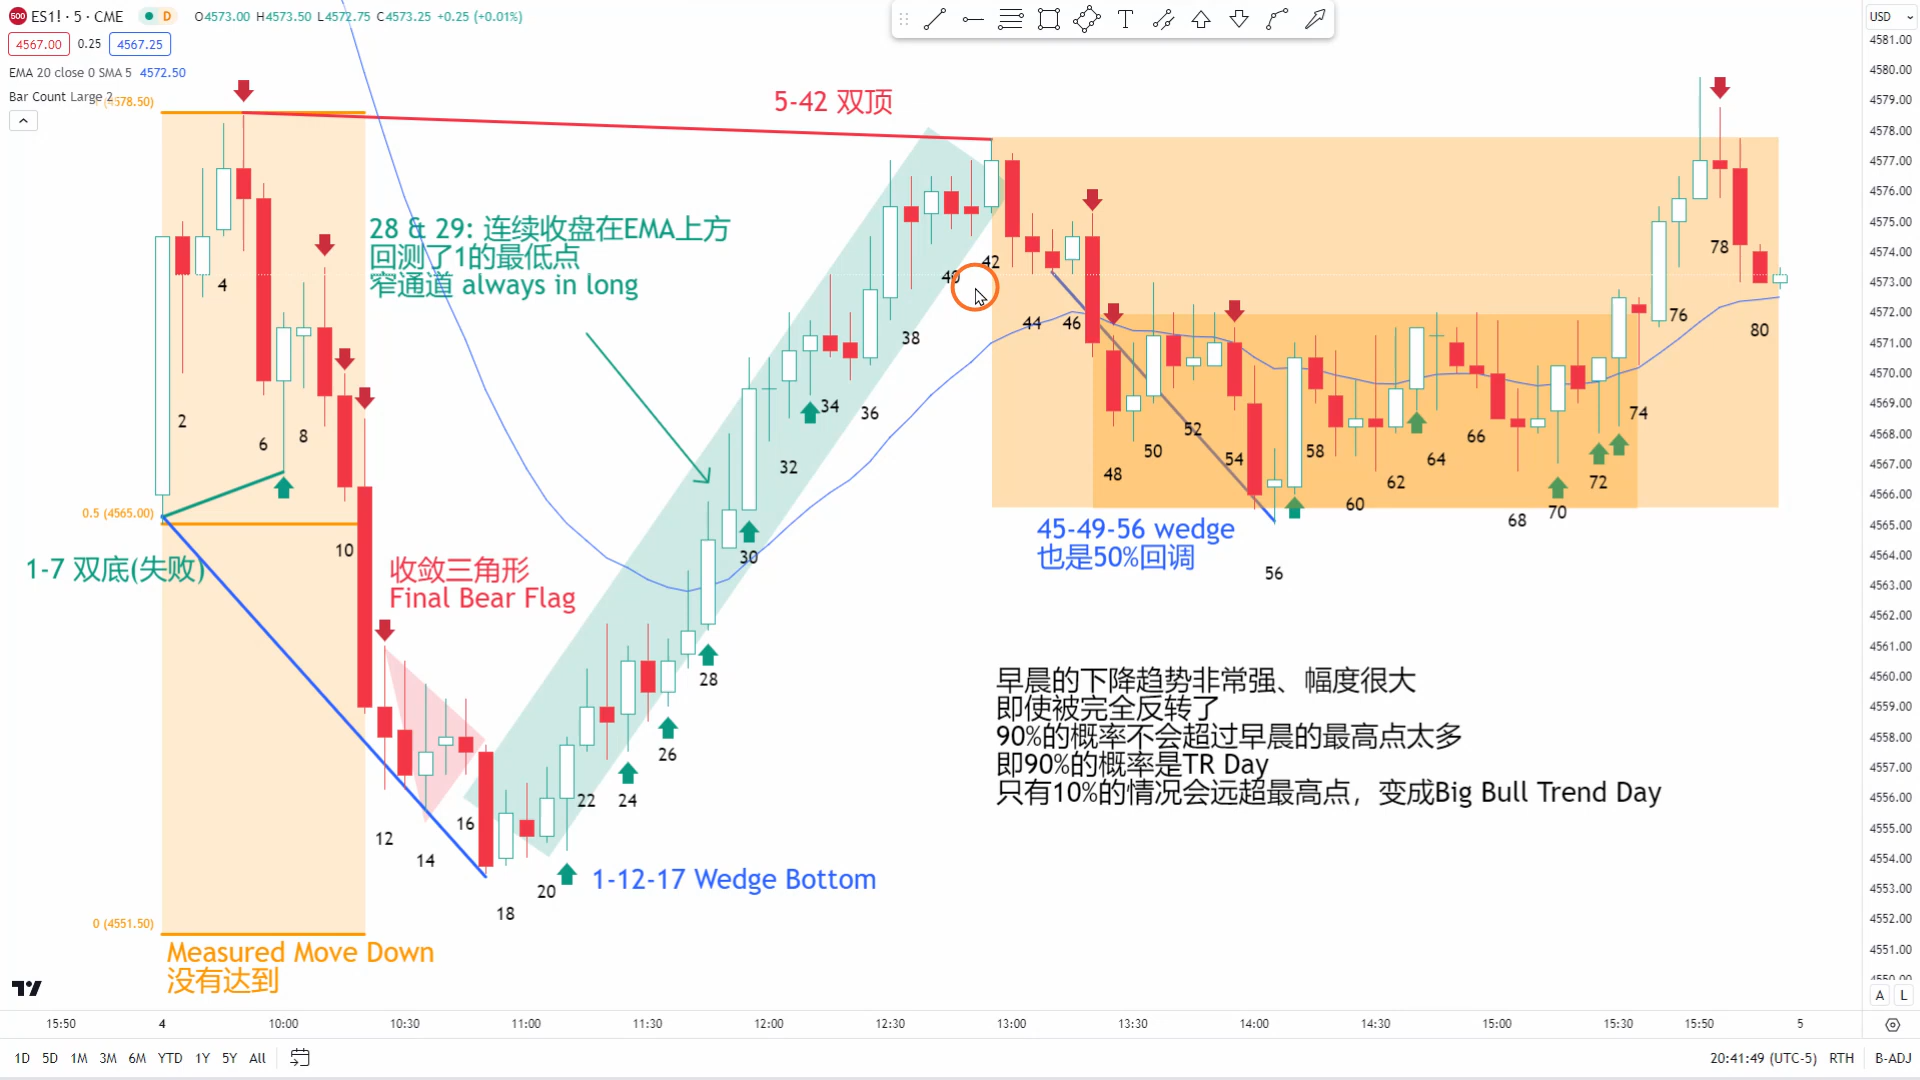 ES1! · 5 · CME
D
O4573.00 H4573.50 L4572.75 C4573.25 +0.25 (+0.01%)
4567.00 0.25 4567.25
EMA 20 close 0 SMA 5 4572.50
Bar Count Large 2
(4578.50)
5-42 双顶
28 & 29: 连续收盘在EMA上方
回测了1的最低点
窄通道 always in long
0.5 (4565.00)
1-7 双底(失败)
收敛三角形
Final Bear Flag
45-49-56 wedge
也是50%回调
早晨的下降趋势非常强、幅度很大
即使被完全反转了
90%的概率不会超过早晨的最高点太多
即90%的概率是TR Day
只有10%的情况会远超最高点，变成Big Bull Trend Day
1-12-17 Wedge Bottom
0 (4551.50)
Measured Move Down
没有达到
2
4
6
8
10
12
14
16
18
20
22
24
26
28
30
32
34
36
38
40
42
44
46
48
50
52
54
56
58
60
62
64
66
68
70
72
74
76
78
80
USD
4581.00
4580.00
4579.00
4578.00
4577.00
4576.00
4575.00
4574.00
4573.00
4572.00
4571.00
4570.00
4569.00
4568.00
4567.00
4566.00
4565.00
4564.00
4563.00
4562.00
4561.00
4560.00
4559.00
4558.00
4557.00
4556.00
4555.00
4554.00
4553.00
4552.00
4551.00
4550.00
A L
15:50 4 10:00 10:30 11:00 11:30 12:00 12:30 13:00 13:30 14:00 14:30 15:00 15:30 15:50 5
1D 5D 1M 3M 6M YTD 1Y 5Y All
20:41:49 (UTC-5) RTH B-ADJ